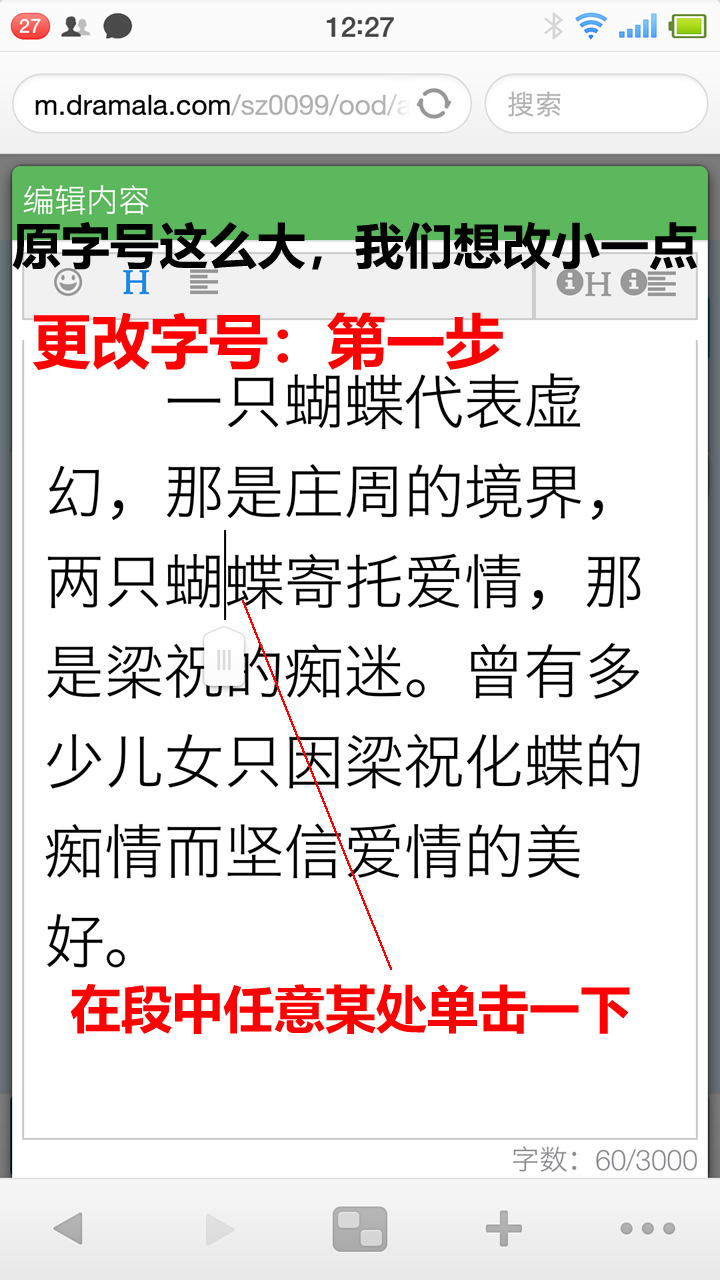 27
12:27
m.dramala.com/sz0099/ood/a
搜索
编辑内容
原字号这么大，我们想改小一点
H
H
更改字号：第一步
一只蝴蝶代表虚
幻，那是庄周的境界，
两只蝴蝶寄托爱情，那
是梁祝的痴迷。曾有多
少儿女只因梁祝化蝶的
痴情而坚信爱情的美
好。
在段中任意某处单击一下
字数：60/3000